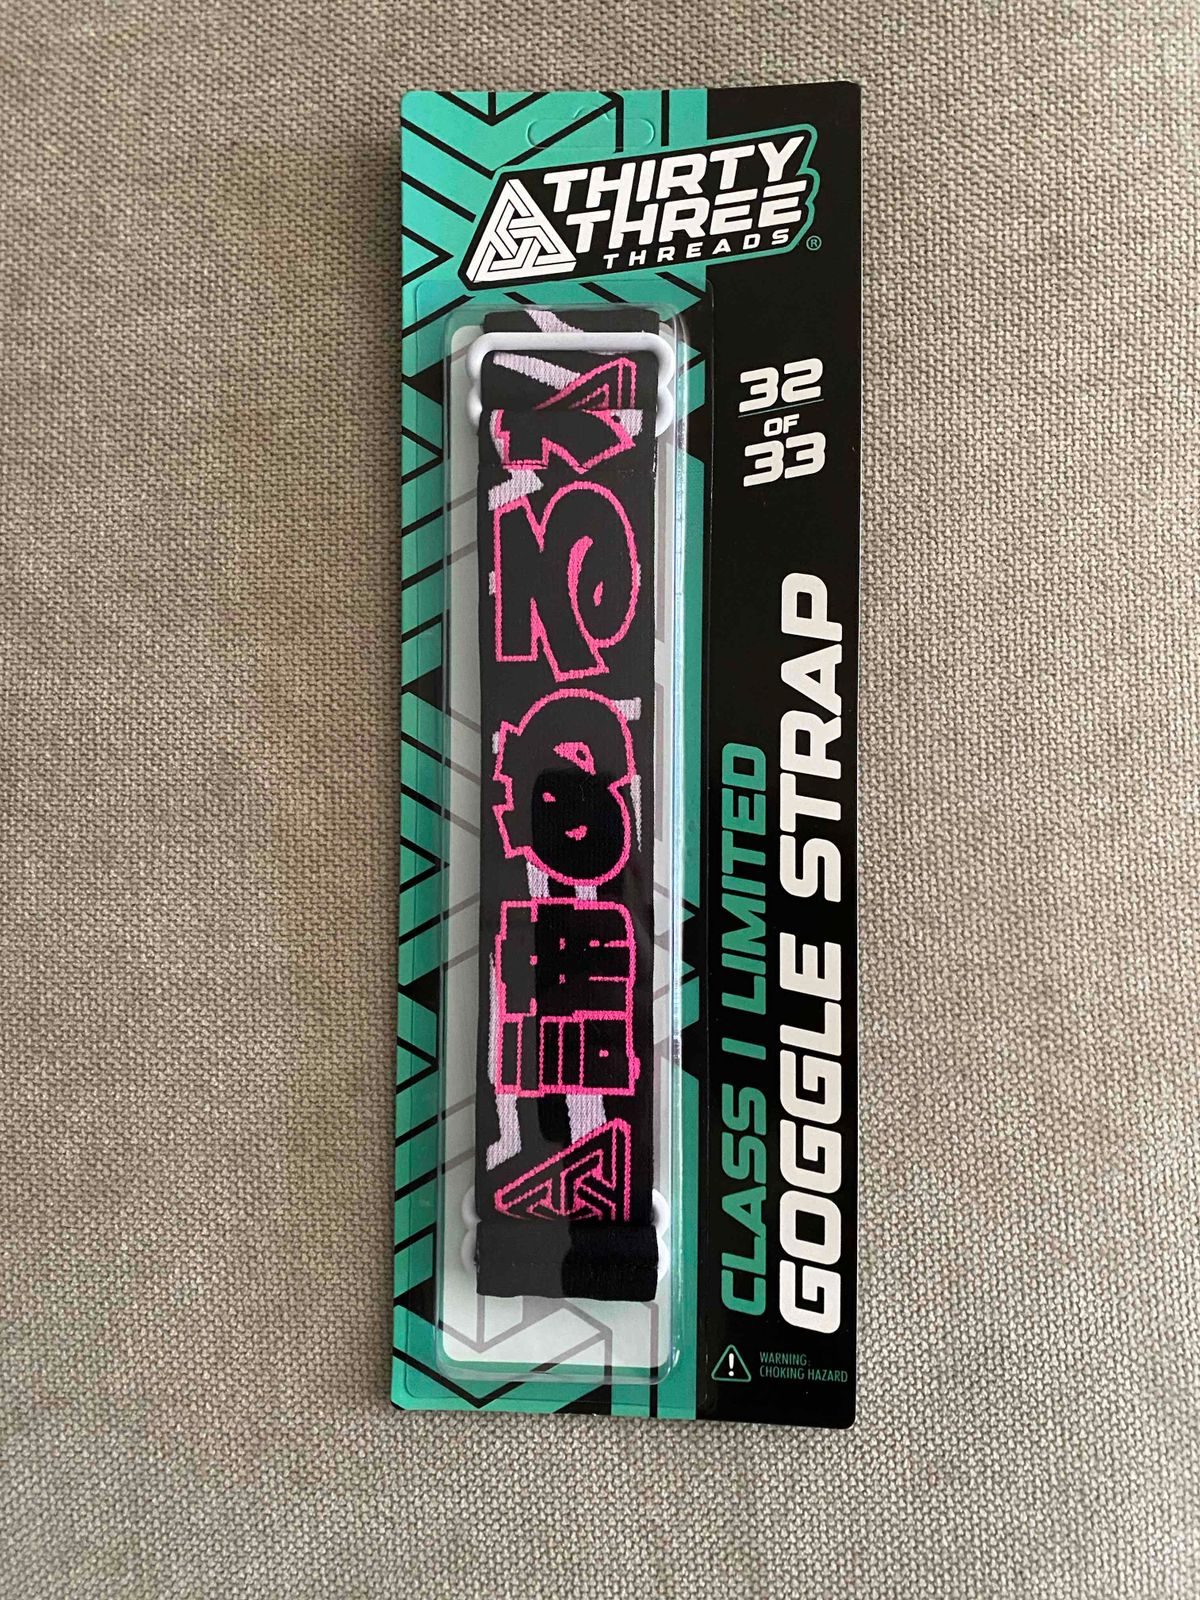 THIRTY
THREE
THREADS ®
32
OF
33
CLASS I LIMITED
GOGGLE STRAP
WARNING:
CHOKING HAZARD